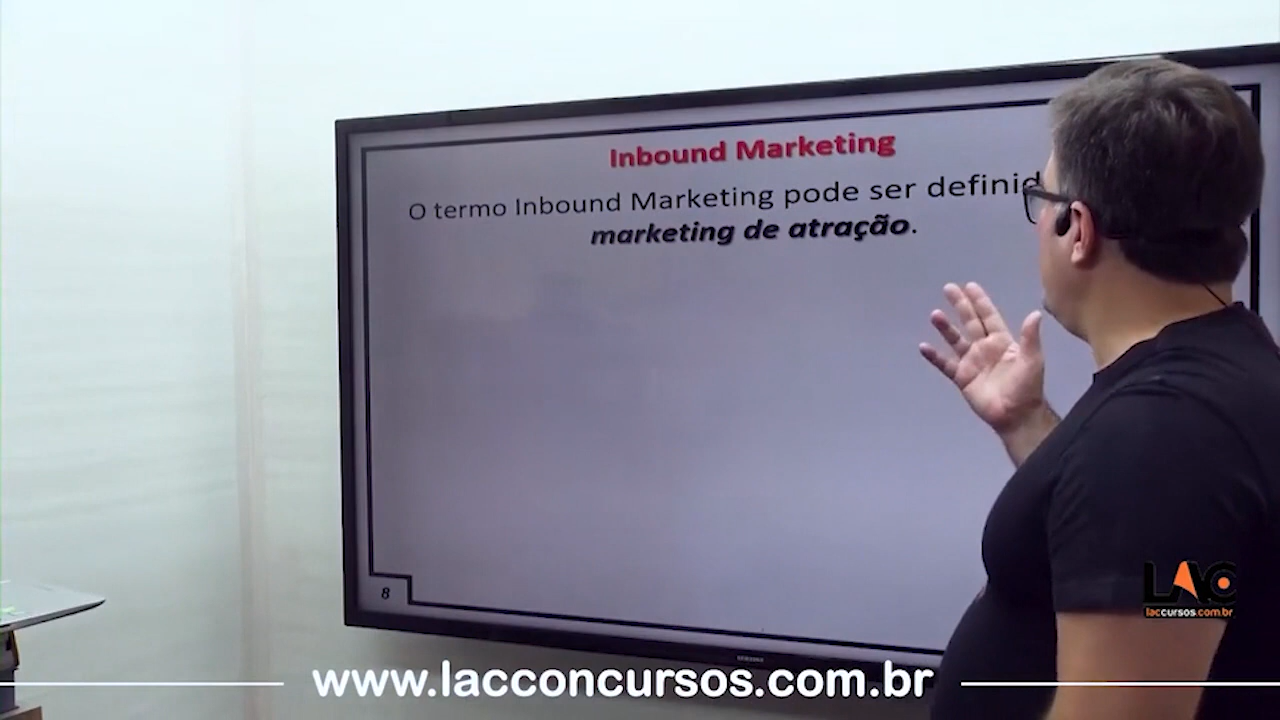 Inbound Marketing
O termo Inbound Marketing pode ser definid
marketing de atração.
8
SAMSUNG
LAC
laccursos.com.br
www.lacconcursos.com.br